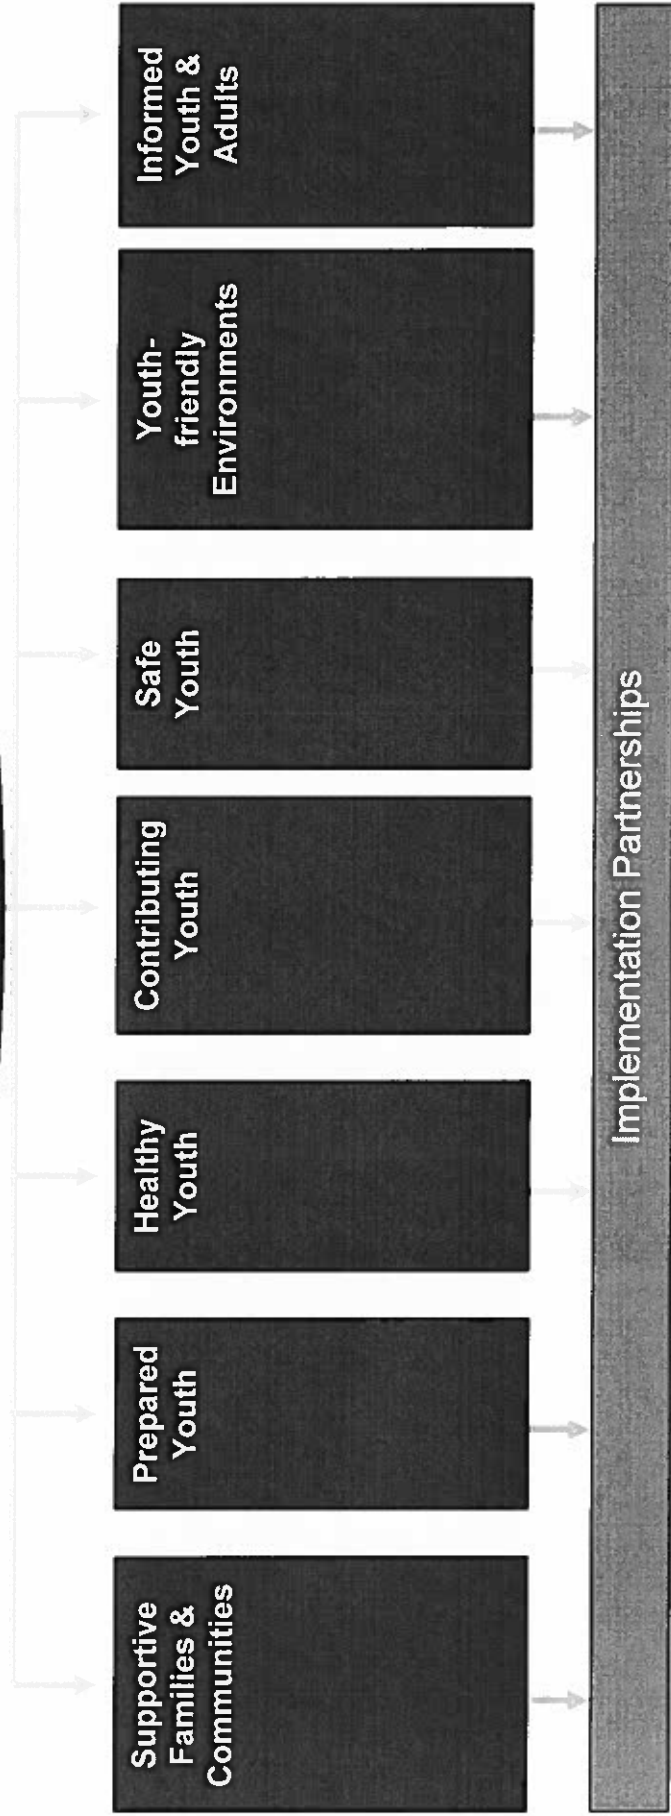 Supportive
Families &
Communities
Prepared
Youth
Healthy
Youth
Contributing
Youth
Safe
Youth
Youth-
friendly
Environments
Informed
Youth &
Adults
Implementation Partnerships